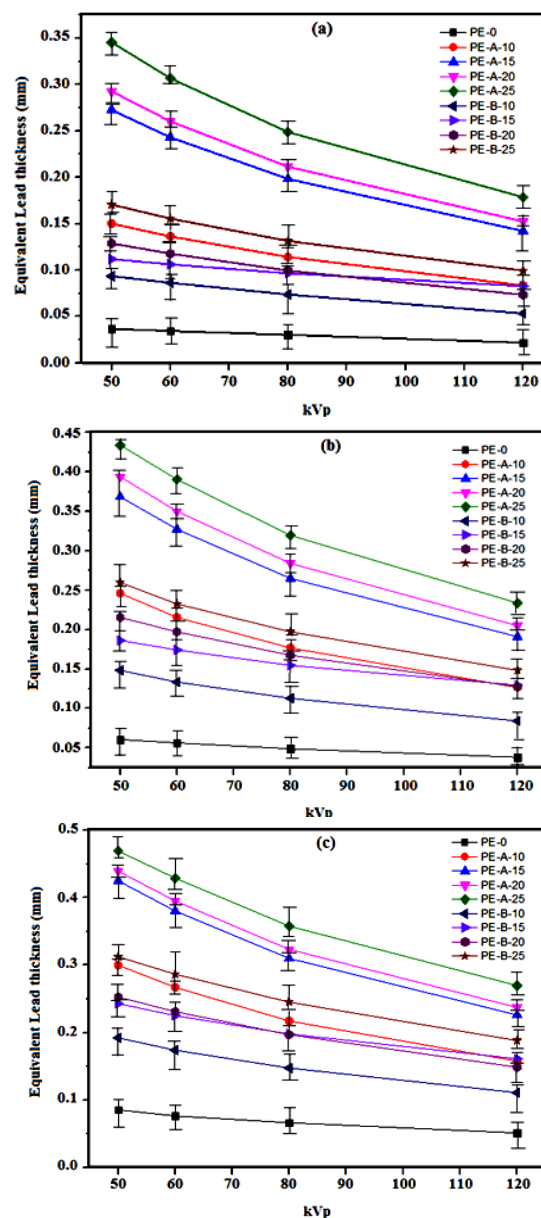 (a)
PE-0
PE-A-10
PE-A-15
PE-A-20
PE-A-25
PE-B-10
PE-B-15
PE-B-20
PE-B-25
Equivalent Lead thickness (mm)
0.35
0.30
0.25
0.20
0.15
0.10
0.05
0.00
50 60 70 80 90 100 110 120
kVp
(b)
PE-0
PE-A-10
PE-A-15
PE-A-20
PE-A-25
PE-B-10
PE-B-15
PE-B-20
PE-B-25
Equivalent Lead thickness (mm)
0.45
0.40
0.35
0.30
0.25
0.20
0.15
0.10
0.05
50 60 70 80 90 100 110 120
kVp
(c)
PE-0
PE-A-10
PE-A-15
PE-A-20
PE-A-25
PE-B-10
PE-B-15
PE-B-20
PE-B-25
Equivalent Lead thickness (mm)
0.5
0.4
0.3
0.2
0.1
0.0
50 60 70 80 90 100 110 120
kVp